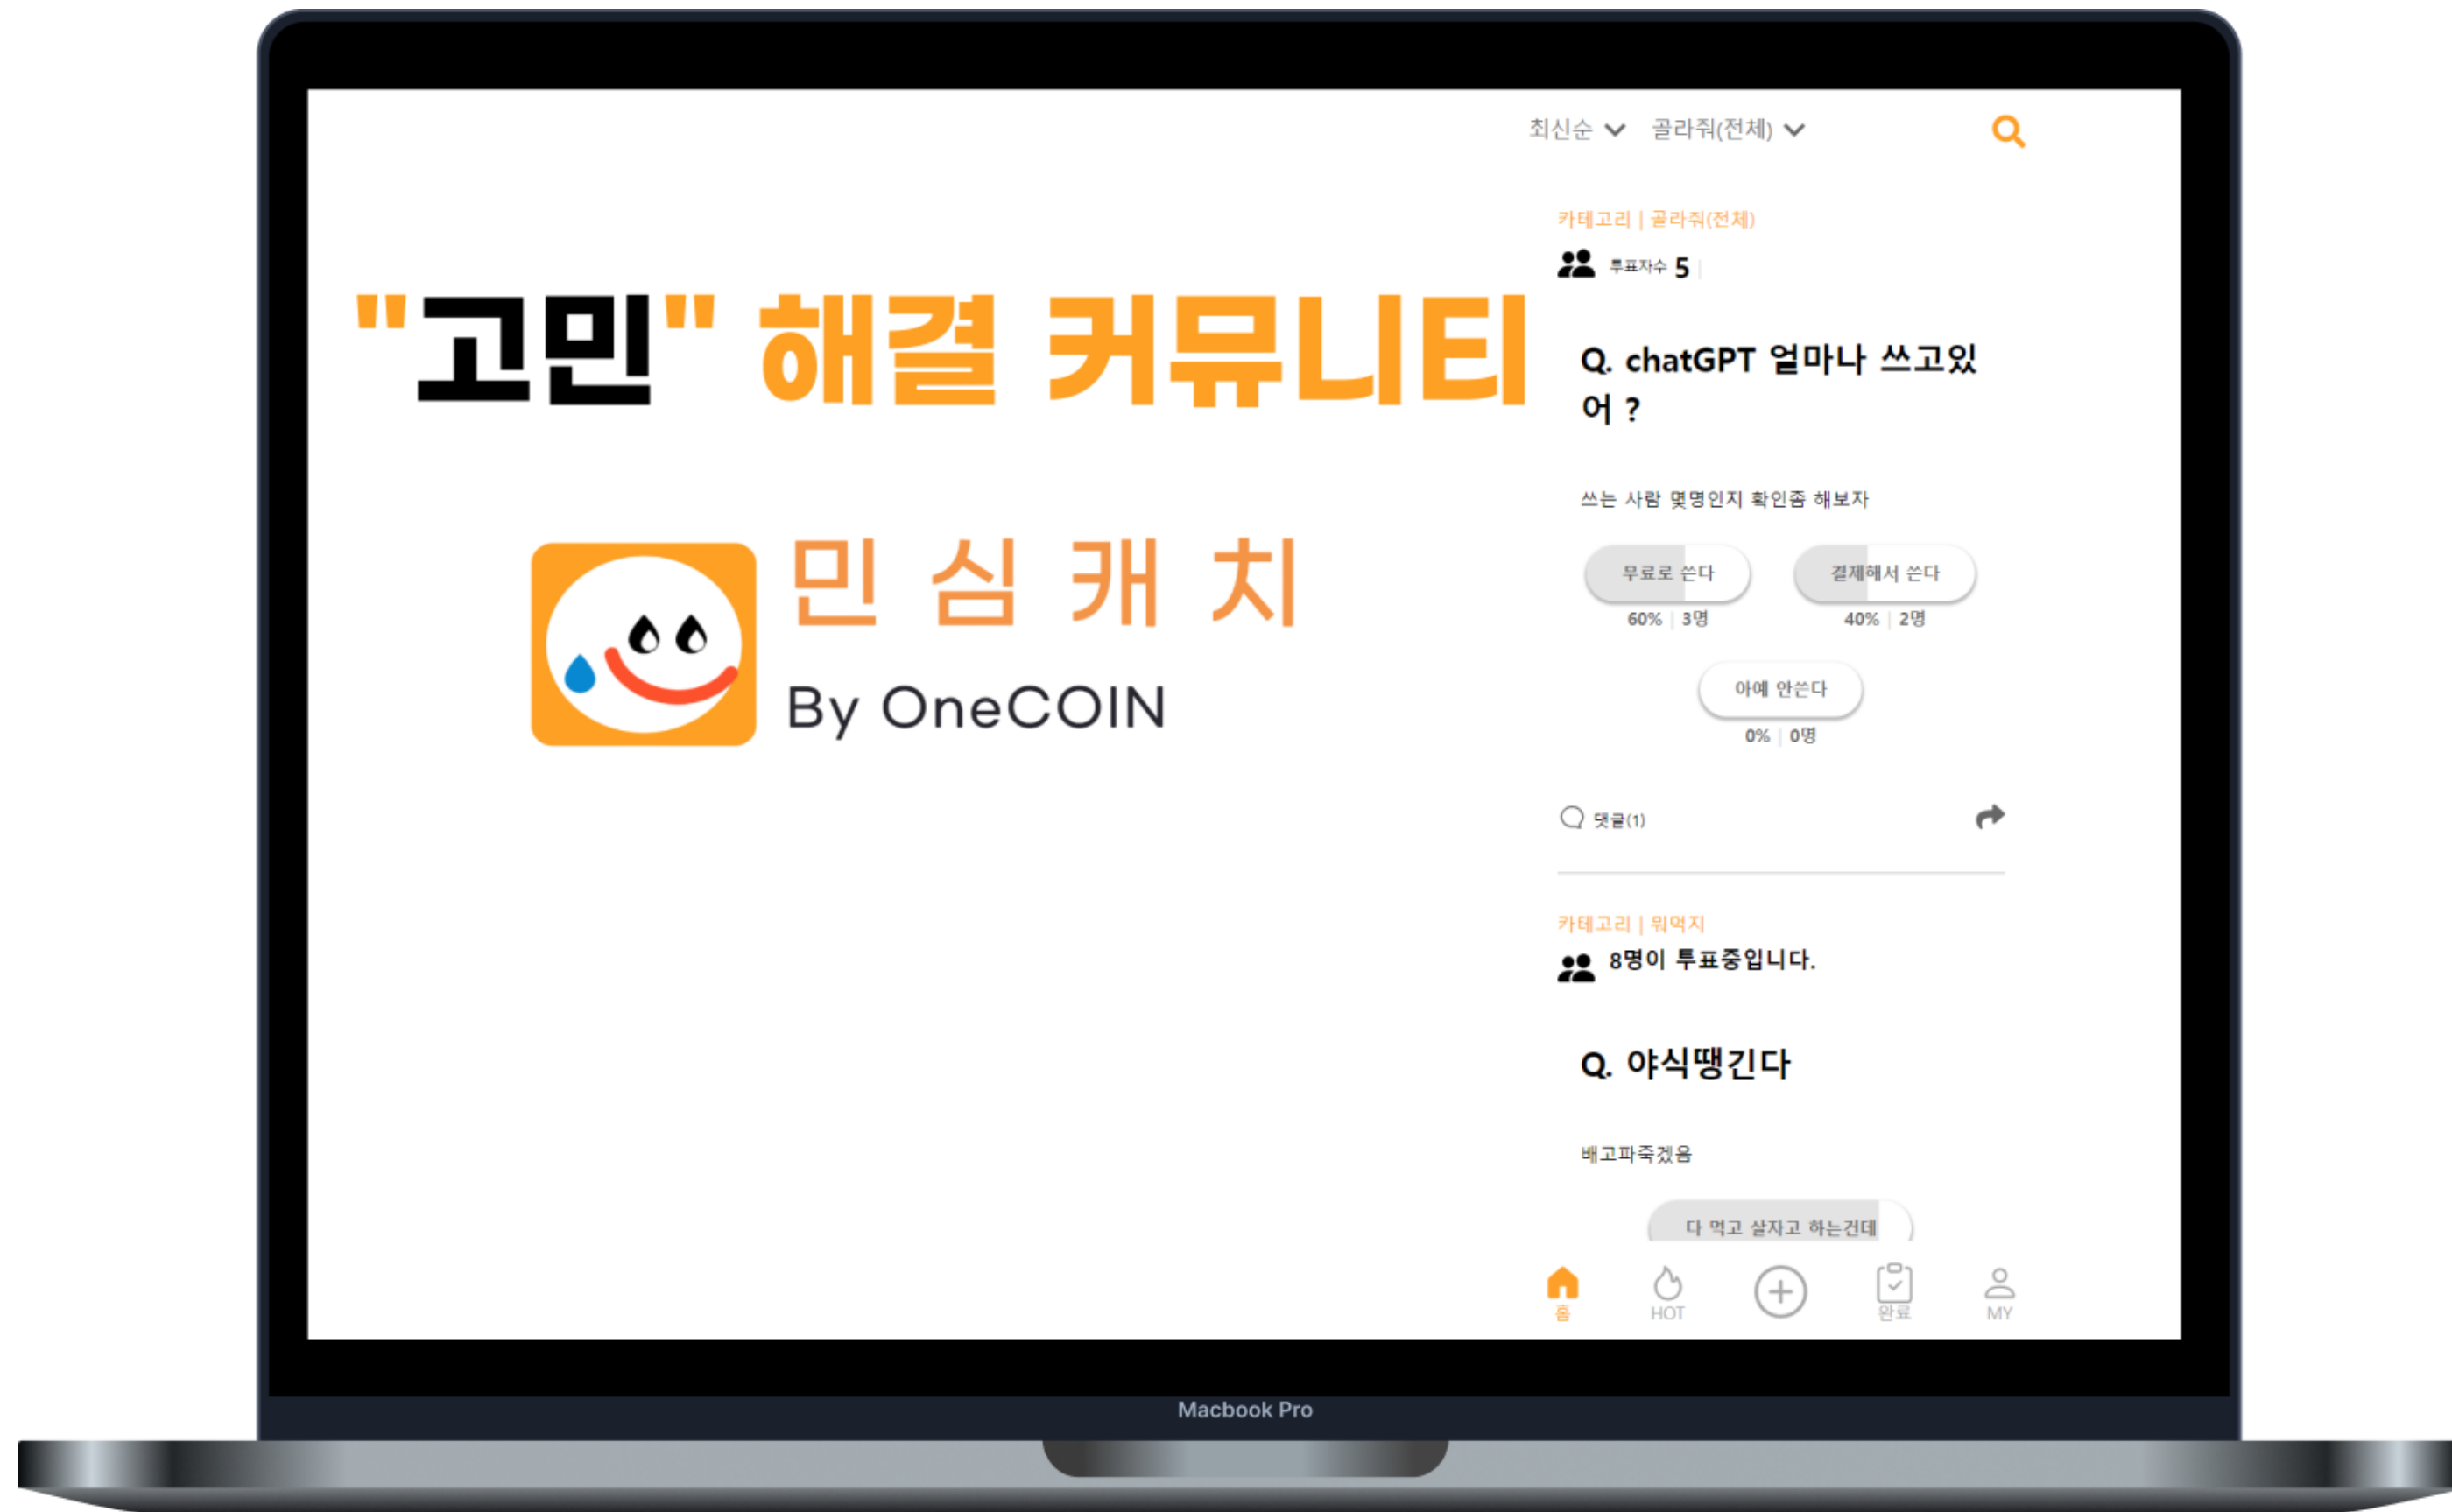 "고민" 해결 커뮤니티
민심캐치
By OneCOIN
최신순 골라줘(전체)
카테고리 | 골라줘(전체)
투표자수 5 |
Q. chatGPT 얼마나 쓰고있
어 ?
쓰는 사람 몇명인지 확인좀 해보자
무료로 쓴다 결제해서 쓴다
60% | 3명 40% | 2명
아예 안쓴다
0% | 0명
댓글(1)
카테고리 | 뭐먹지
8명이 투표중입니다.
Q. 야식땡긴다
배고파죽겠음
다 먹고 살자고 하는건데
홈 HOT 완료 MY
Macbook Pro